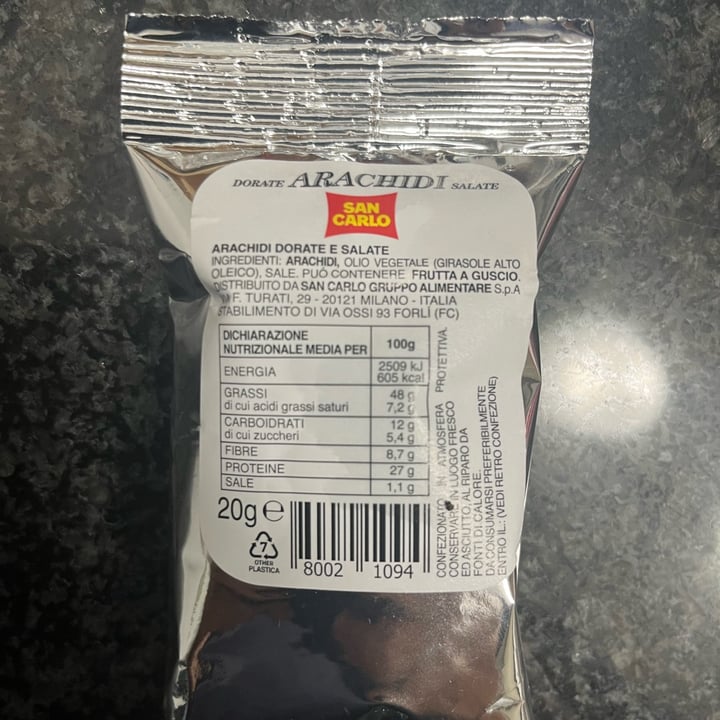 DORATE ARACHIDI SALATE
SAN
CARLO
ARACHIDI DORATE E SALATE
INGREDIENTI: ARACHIDI, OLIO VEGETALE (GIRASOLE ALTO
OLEICO), SALE. PUÓ CONTENERE FRUTTA A GUSCIO.
DISTRIBUITO DA SAN CARLO GRUPPO ALIMENTARE S.p.A
F. TURATI, 29 - 20121 MILANO - ITALIA
STABILIMENTO DI VIA OSSI 93 FORLÍ (FC)
DICHIARAZIONE
NUTRIZIONALE MEDIA PER 100g
ENERGIA 2509 kJ
605 kcal
GRASSI 48 g
di cui acidi grassi saturi 7,2 g
CARBOIDRATI 12 g
di cui zuccheri 5,4 g
FIBRE 8,7 g
PROTEINE 27 g
SALE 1,1 g
20g e
7
OTHER
PLASTICA
8002 1094
CONFEZIONATO IN ATMOSFERA PROTETTIVA.
CONSERVARE IN LUOGO FRESCO
ED ASCIUTTO, AL RIPARO DA
FONTI DI CALORE.
DA CONSUMARSI PREFERIBILMENTE
ENTRO IL: (VEDI RETRO CONFEZIONE)